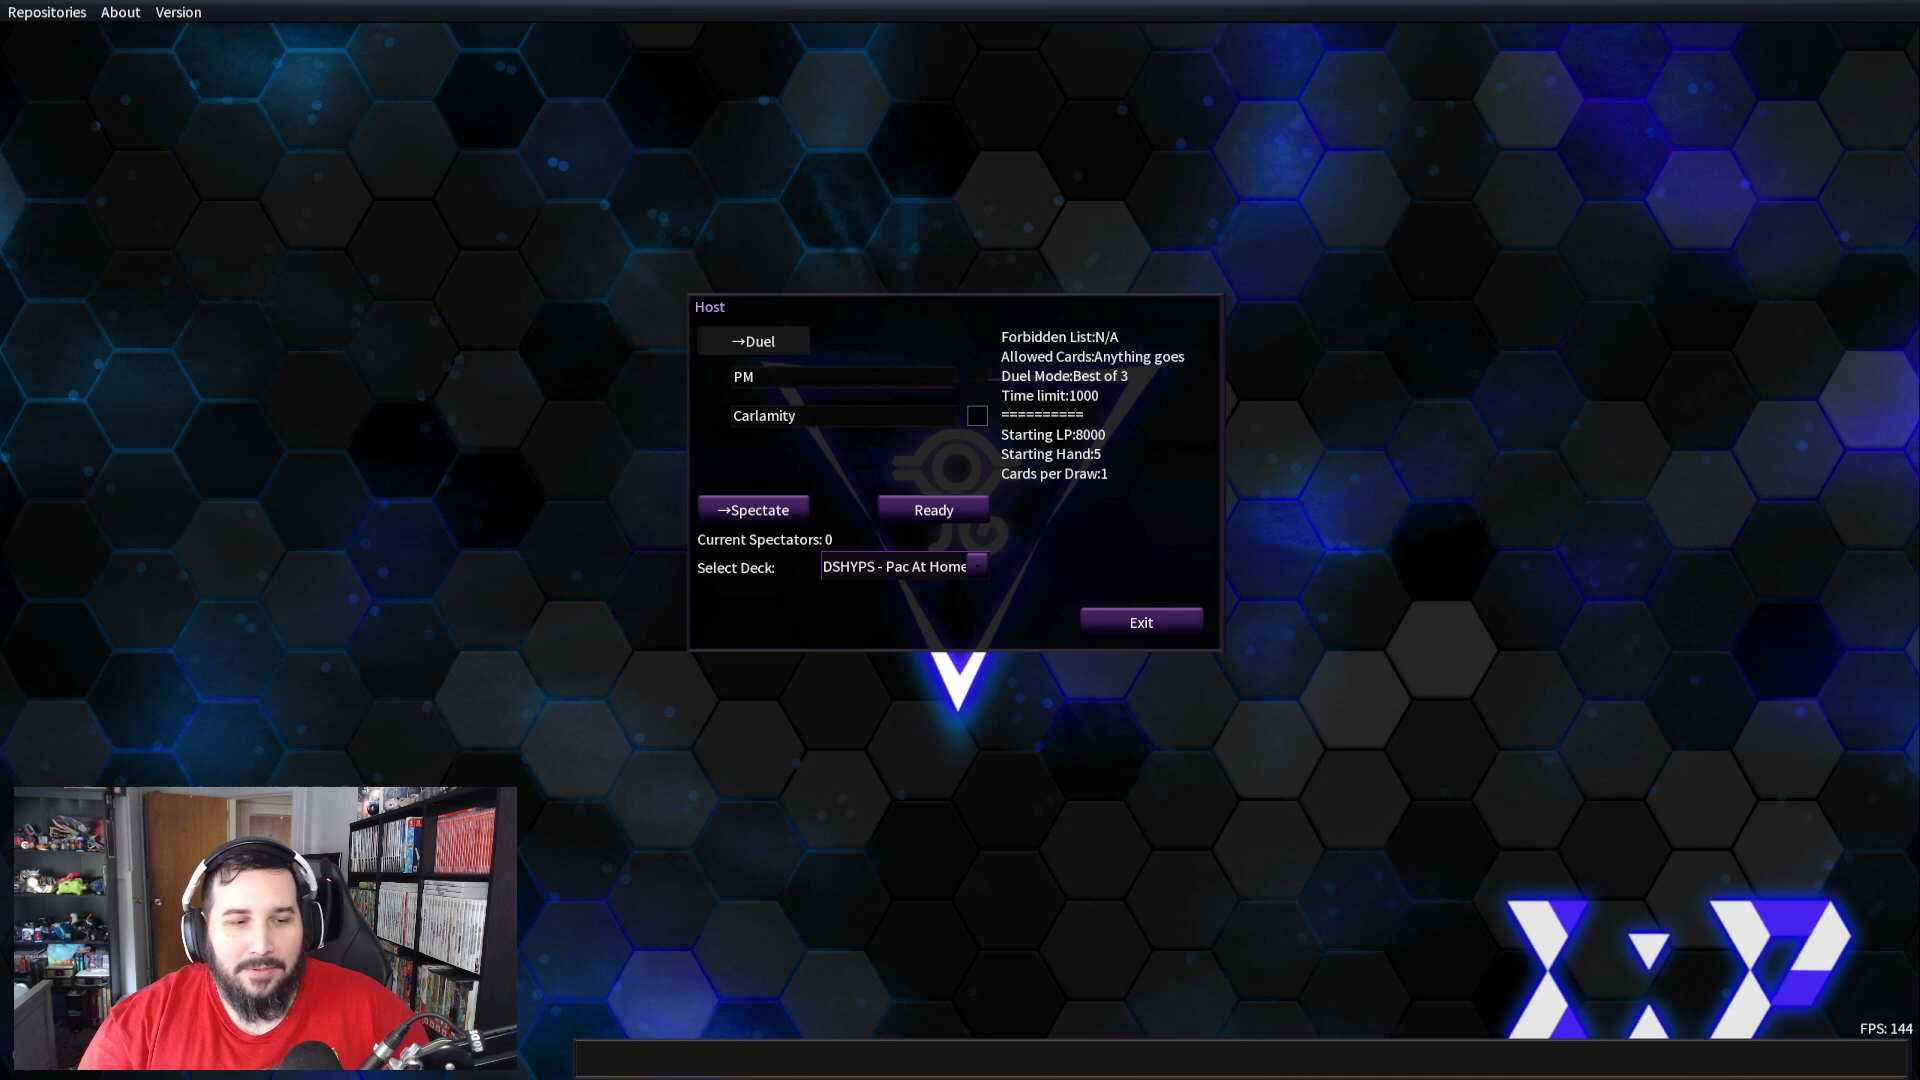 Repositories About Version
Host
→Duel
PM
Carlamity
Forbidden List:N/A
Allowed Cards:Anything goes
Duel Mode:Best of 3
Time limit:1000
==========
Starting LP:8000
Starting Hand:5
Cards per Draw:1
→Spectate
Ready
Current Spectators: 0
Select Deck:
DSHYPS - Pac At Home
Exit
FPS: 144